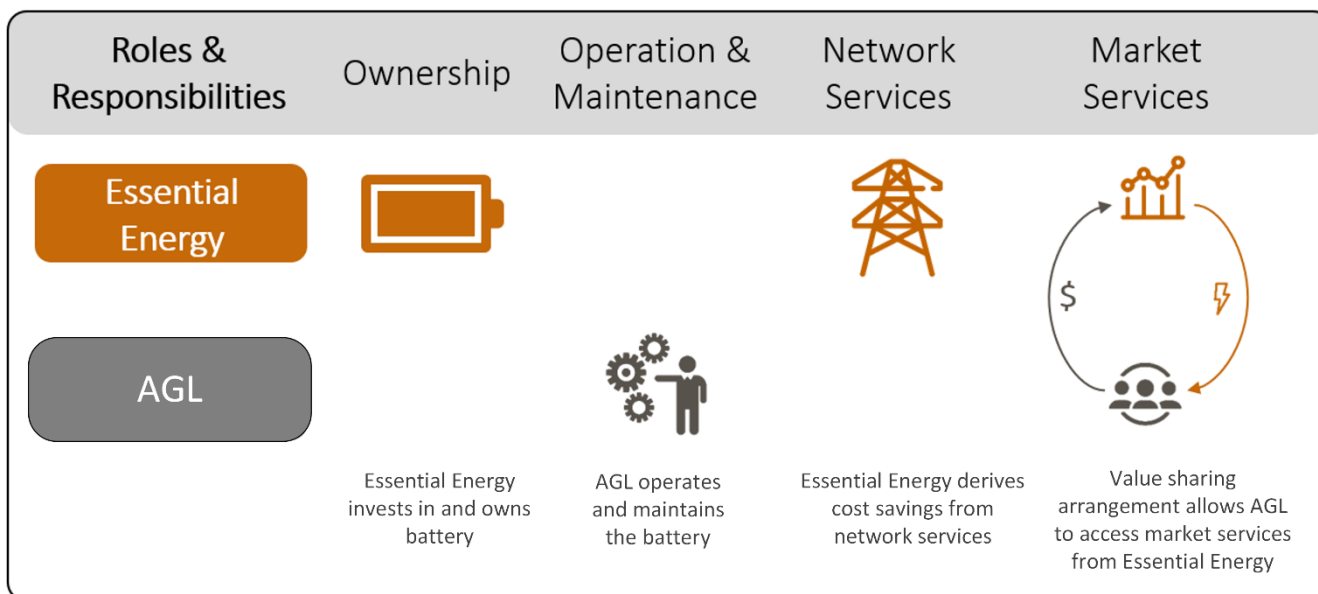 Roles &
Responsibilities
Ownership
Operation &
Maintenance
Network
Services
Market
Services
Essential
Energy
$
AGL
Essential Energy
invests in and owns
battery
AGL operates
and maintains
the battery
Essential Energy derives
cost savings from
network services
Value sharing
arrangement allows AGL
to access market services
from Essential Energy